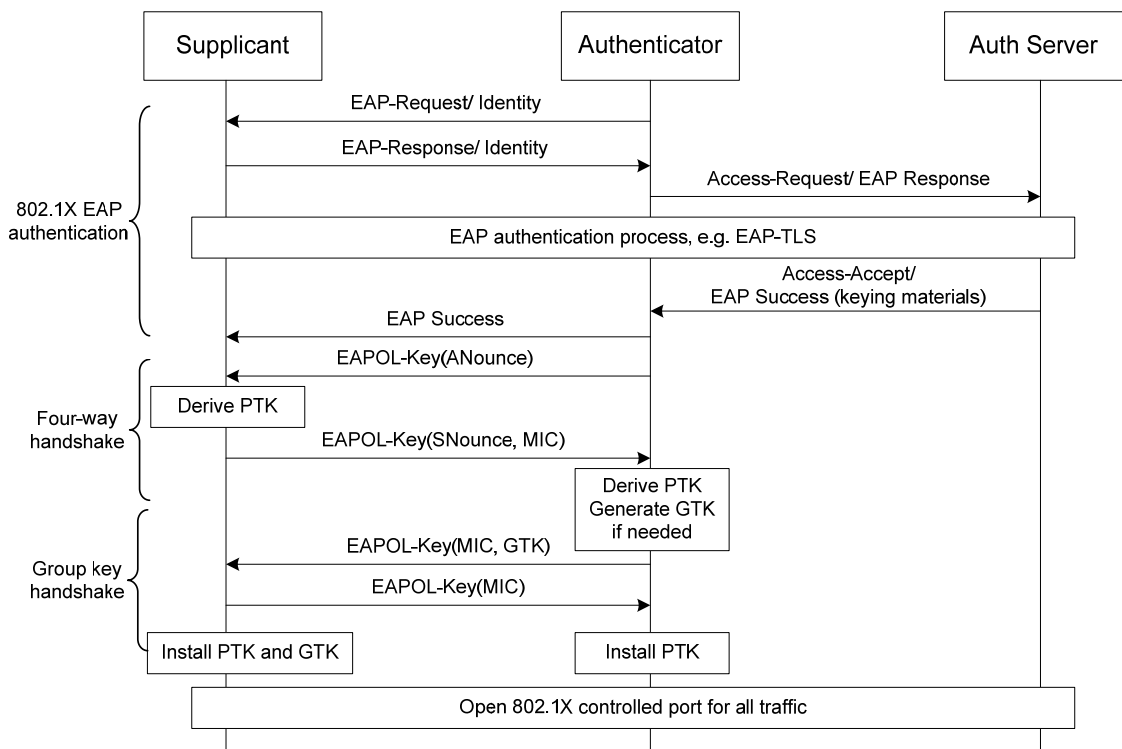 Supplicant
Authenticator
Auth Server
EAP-Request/ Identity
EAP-Response/ Identity
Access-Request/ EAP Response
802.1X EAP
authentication
EAP authentication process, e.g. EAP-TLS
Access-Accept/
EAP Success (keying materials)
EAP Success
EAPOL-Key(ANounce)
Derive PTK
Four-way
handshake
EAPOL-Key(SNounce, MIC)
Derive PTK
Generate GTK
if needed
EAPOL-Key(MIC, GTK)
Group key
handshake
EAPOL-Key(MIC)
Install PTK and GTK
Install PTK
Open 802.1X controlled port for all traffic